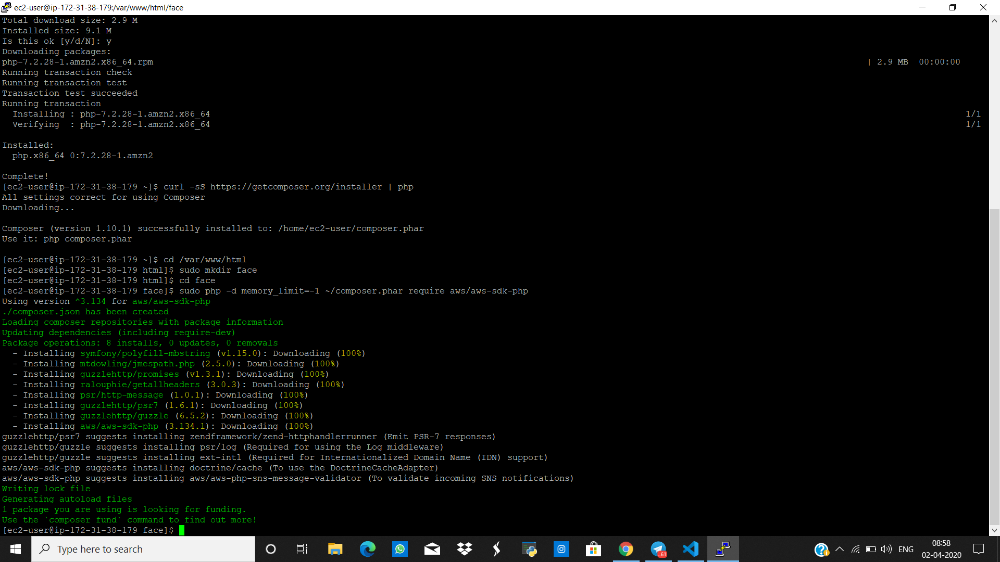 ec2-user@ip-172-31-38-179:/var/www/html/face
Total download size: 2.9 M
Installed size: 9.1 M
Is this ok [y/d/N]: y
Downloading packages:
php-7.2.28-1.amzn2.x86_64.rpm | 2.9 MB 00:00:00
Running transaction check
Running transaction test
Transaction test succeeded
Running transaction
  Installing : php-7.2.28-1.amzn2.x86_64 1/1
  Verifying  : php-7.2.28-1.amzn2.x86_64 1/1
Installed:
  php.x86_64 0:7.2.28-1.amzn2
Complete!
[ec2-user@ip-172-31-38-179 ~]$ curl -sS https://getcomposer.org/installer | php
All settings correct for using Composer
Downloading...
Composer (version 1.10.1) successfully installed to: /home/ec2-user/composer.phar
Use it: php composer.phar
[ec2-user@ip-172-31-38-179 ~]$ cd /var/www/html
[ec2-user@ip-172-31-38-179 html]$ sudo mkdir face
[ec2-user@ip-172-31-38-179 html]$ cd face
[ec2-user@ip-172-31-38-179 face]$ sudo php -d memory_limit=-1 ~/composer.phar require aws/aws-sdk-php
Using version ^3.134 for aws/aws-sdk-php
./composer.json has been created
Loading composer repositories with package information
Updating dependencies (including require-dev)
Package operations: 8 installs, 0 updates, 0 removals
  - Installing symfony/polyfill-mbstring (v1.15.0): Downloading (100%)
  - Installing mtdowling/jmespath.php (2.5.0): Downloading (100%)
  - Installing guzzlehttp/promises (v1.3.1): Downloading (100%)
  - Installing ralouphie/getallheaders (3.0.3): Downloading (100%)
  - Installing psr/http-message (1.0.1): Downloading (100%)
  - Installing guzzlehttp/psr7 (1.6.1): Downloading (100%)
  - Installing guzzlehttp/guzzle (6.5.2): Downloading (100%)
  - Installing aws/aws-sdk-php (3.134.1): Downloading (100%)
guzzlehttp/psr7 suggests installing zendframework/zend-httphandlerrunner (Emit PSR-7 responses)
guzzlehttp/guzzle suggests installing psr/log (Required for using the Log middleware)
guzzlehttp/guzzle suggests installing ext-intl (Required for Internationalized Domain Name (IDN) support)
aws/aws-sdk-php suggests installing doctrine/cache (To use the DoctrineCacheAdapter)
aws/aws-sdk-php suggests installing aws/aws-php-sns-message-validator (To validate incoming SNS notifications)
Writing lock file
Generating autoload files
1 package you are using is looking for funding.
Use the `composer fund` command to find out more!
[ec2-user@ip-172-31-38-179 face]$
Type here to search
61
ENG
08:58
02-04-2020